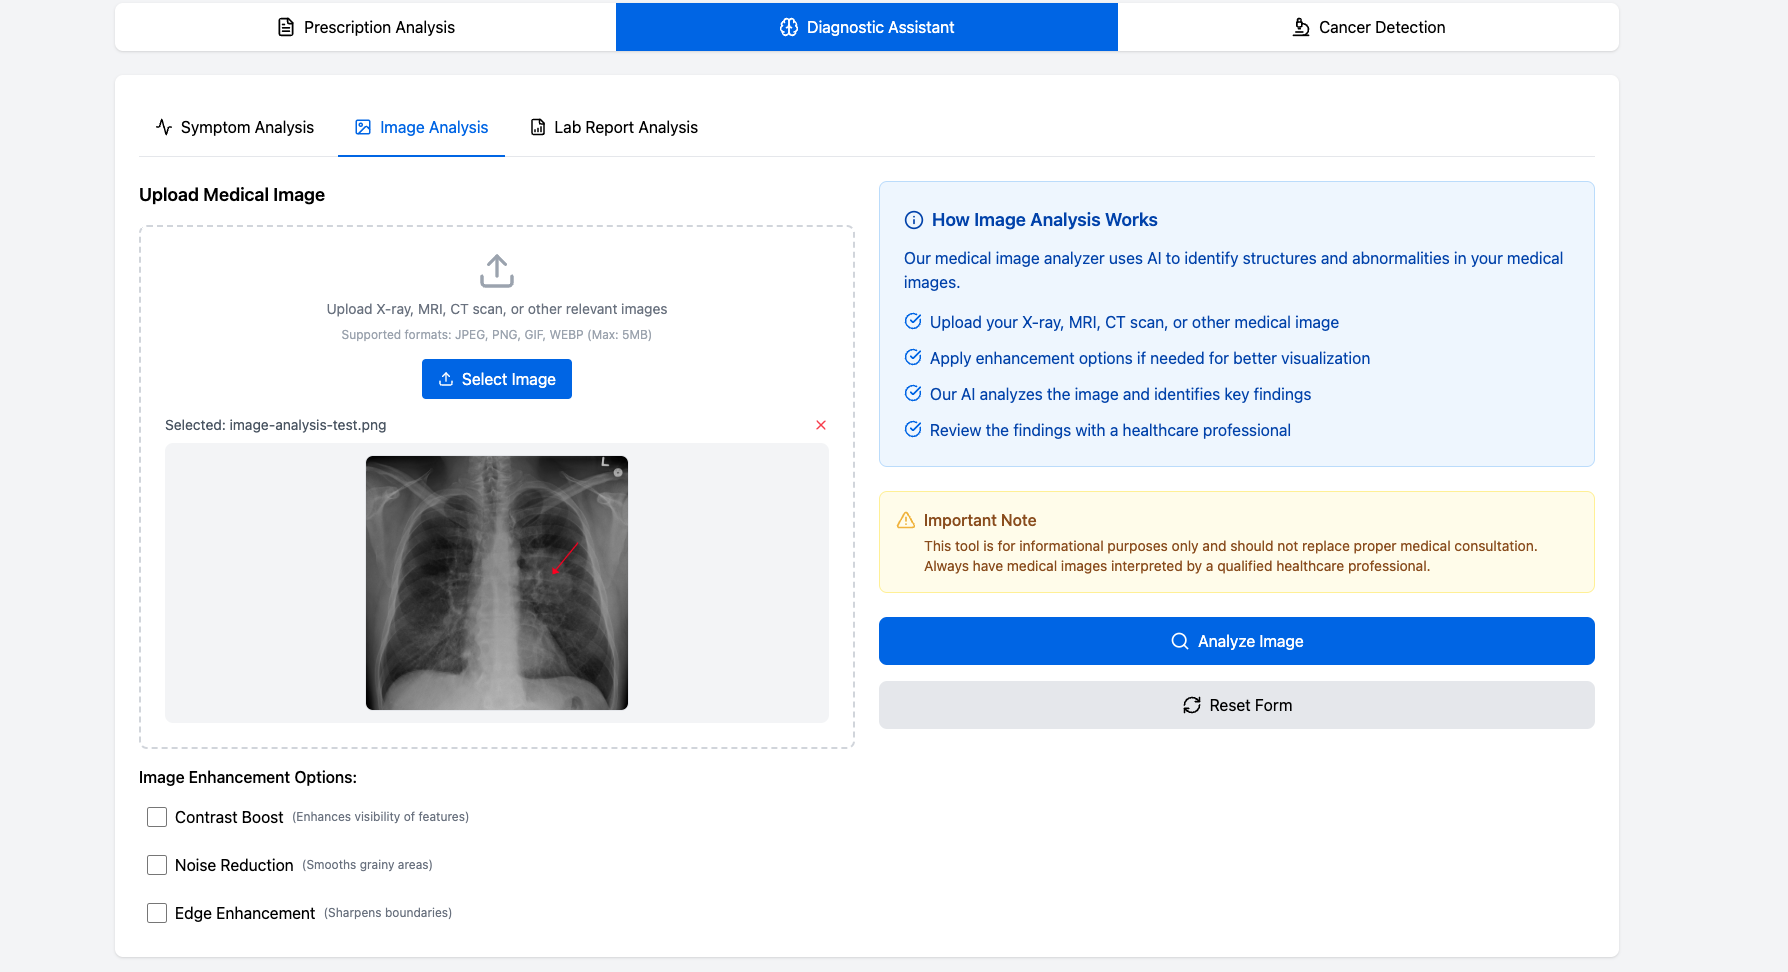 Prescription Analysis
Diagnostic Assistant
Cancer Detection
Symptom Analysis
Image Analysis
Lab Report Analysis
Upload Medical Image
Upload X-ray, MRI, CT scan, or other relevant images
Supported formats: JPEG, PNG, GIF, WEBP (Max: 5MB)
Select Image
Selected: image-analysis-test.png
L
Image Enhancement Options:
Contrast Boost (Enhances visibility of features)
Noise Reduction (Smooths grainy areas)
Edge Enhancement (Sharpens boundaries)
How Image Analysis Works
Our medical image analyzer uses AI to identify structures and abnormalities in your medical
images.
Upload your X-ray, MRI, CT scan, or other medical image
Apply enhancement options if needed for better visualization
Our AI analyzes the image and identifies key findings
Review the findings with a healthcare professional
Important Note
This tool is for informational purposes only and should not replace proper medical consultation.
Always have medical images interpreted by a qualified healthcare professional.
Analyze Image
Reset Form